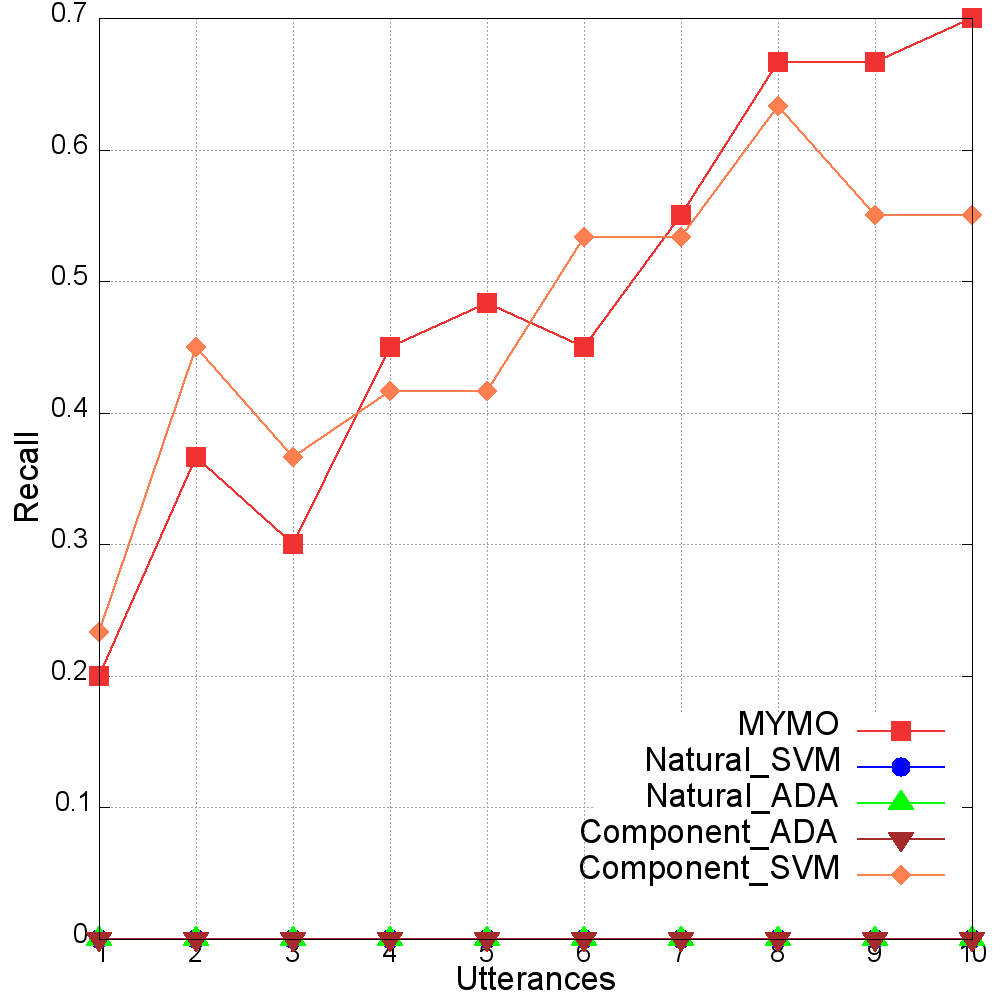 0.7
0.6
0.5
0.4
0.3
0.2
0.1
0
Recall
MYMO
Natural_SVM
Natural_ADA
Component_ADA
Component_SVM
1 2 3 4 5 6 7 8 9 10
Utterances